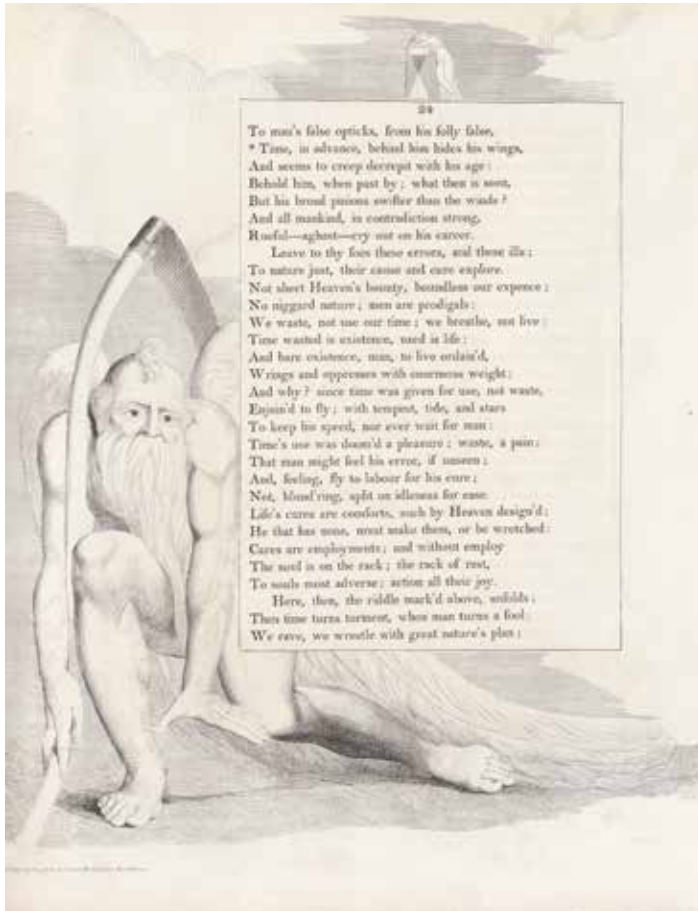 24
To man's false opticks, from his folly false,
* Time, in advance, behind him hides his wings,
And seems to creep decrepit with his age:
Behold him, when past by; what then is seen,
But his broad pinions swifter than the winds?
And all mankind, in contradiction strong,
Rueful—aghast—cry out on his career.
Leave to thy foes these errors, and these ills;
To nature just, their cause and cure explore.
Not short Heaven's bounty, boundless our expence;
No niggard nature; men are prodigals:
We waste, not use our time; we breathe, not live:
Time wasted is existence, used is life:
And bare existence, man, to live ordain'd,
Wrings and oppresses with enormous weight:
And why? since time was given for use, not waste,
Enjoin'd to fly; with tempest, tide, and stars
To keep his speed, nor ever wait for man:
Time's use was doom'd a pleasure; waste, a pain;
That man might feel his error, if unseen;
And, feeling, fly to labour for his cure;
Not, blund'ring, split on idleness for ease.
Life's cares are comforts, such by Heaven design'd;
He that has none, must make them, or be wretched:
Cares are employments; and without employ
The soul is on the rack; the rack of rest,
To souls most adverse; action all their joy.
Here, then, the riddle mark'd above, unfolds;
Then time turns torment, when man turns a fool:
We rave, we wrestle with great nature's plan;